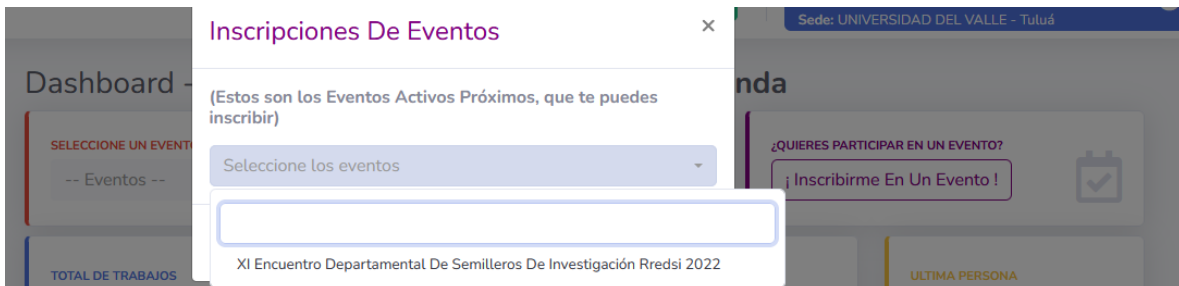 Sede: UNIVERSIDAD DEL VALLE - Tuluá
Inscripciones De Eventos
×
Dashboard -
nda
(Estos son los Eventos Activos Próximos, que te puedes
inscribir)
SELECCIONE UN EVENT
-- Eventos --
Seleccione los eventos
¿QUIERES PARTICIPAR EN UN EVENTO?
¡ Inscribirme En Un Evento !
XI Encuentro Departamental De Semilleros De Investigación Rredsi 2022
TOTAL DE TRABAJOS
ULTIMA PERSONA